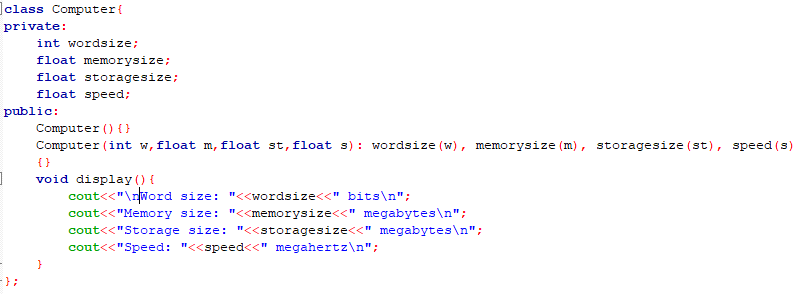 class Computer{
private:
    int wordsize;
    float memorysize;
    float storagesize;
    float speed;
public:
    Computer(){}
    Computer(int w,float m,float st,float s): wordsize(w), memorysize(m), storagesize(st), speed(s)
    {}
    void display(){
        cout<<"\nWord size: "<<wordsize<<" bits\n";
        cout<<"Memory size: "<<memorysize<<" megabytes\n";
        cout<<"Storage size: "<<storagesize<<" megabytes\n";
        cout<<"Speed: "<<speed<<" megahertz\n";
    }
};